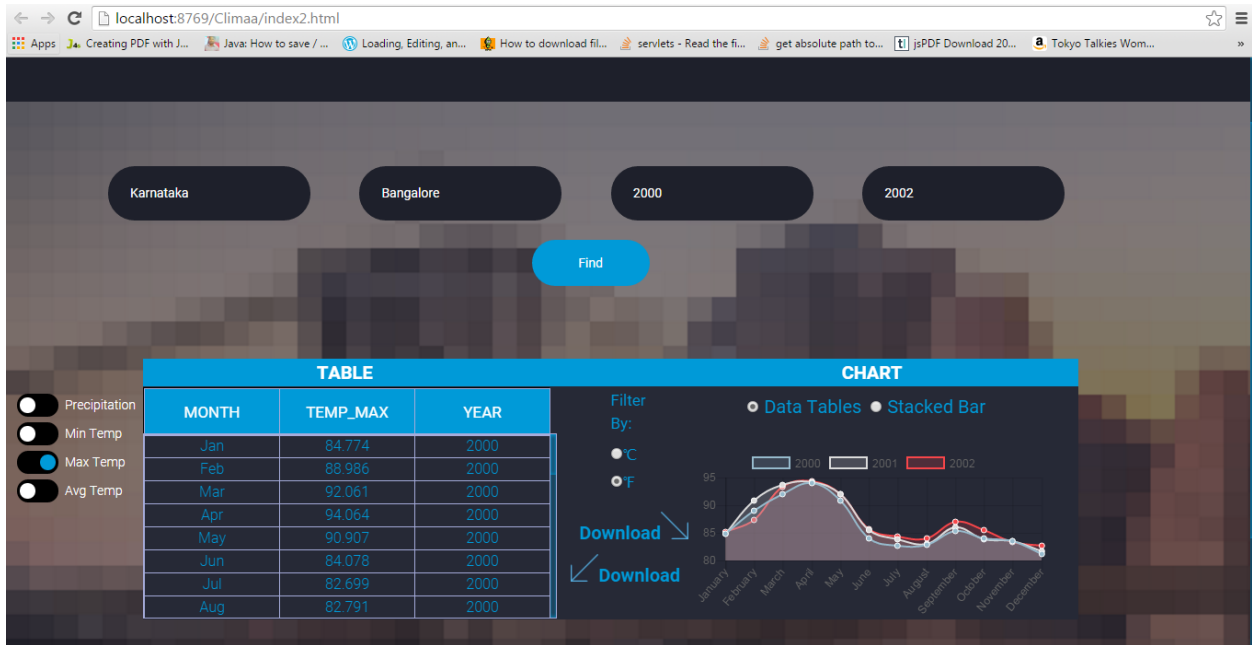 localhost:8769/Climaa/index2.html
Apps Creating PDF with J... Java: How to save / ... Loading, Editing, an... How to download fil... servlets - Read the fi... get absolute path to... jsPDF Download 20... Tokyo Talkies Wom... »
Karnataka Bangalore 2000 2002
Find
TABLE CHART
Precipitation
Min Temp
Max Temp
Avg Temp
MONTH TEMP_MAX YEAR
Jan 84.774 2000
Feb 88.986 2000
Mar 92.061 2000
Apr 94.064 2000
May 90.907 2000
Jun 84.078 2000
Jul 82.699 2000
Aug 82.791 2000
Filter
By:
°C
°F
Download
Download
Data Tables Stacked Bar
2000 2001 2002
95
90
85
80
January February March April May June July August September October November December